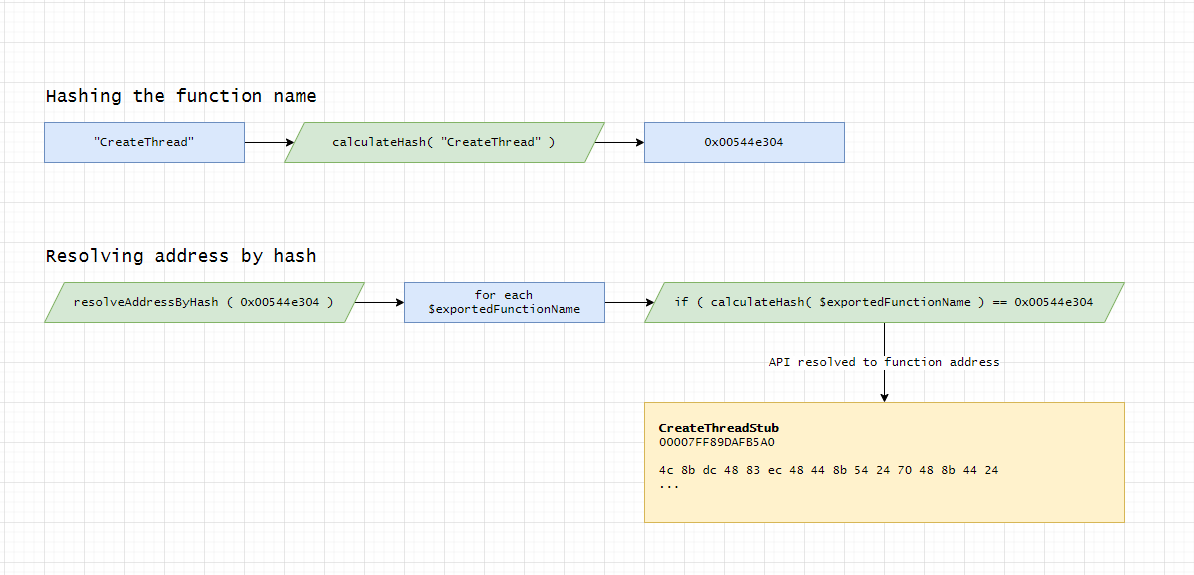 Hashing the function name
"CreateThread"
calculateHash( "CreateThread" )
0x00544e304
Resolving address by hash
resolveAddressByHash ( 0x00544e304 )
for each
$exportedFunctionName
if ( calculateHash( $exportedFunctionName ) == 0x00544e304
API resolved to function address
CreateThreadStub
00007FF89DAFB5A0
4c 8b dc 48 83 ec 48 44 8b 54 24 70 48 8b 44 24
...